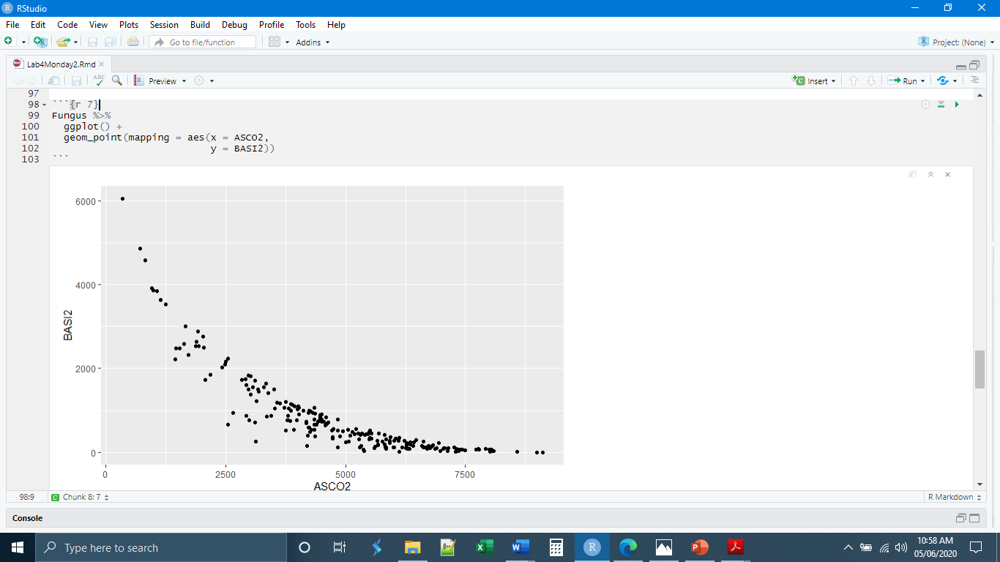 RStudio
File Edit Code View Plots Session Build Debug Profile Tools Help
Go to file/function Addins Project: (None)
Lab4Monday2.Rmd
ABC Preview Insert Run
97
98 ```{r 7}
99 Fungus %>%
100 ggplot() +
101 geom_point(mapping = aes(x = ASCO2,
102 y = BASI2))
103 ```
6000
4000
2000
0
BASI2
0 2500 5000 7500
ASCO2
98:9 Chunk 8: 7 R Markdown
Console
Type here to search
10:58 AM
05/06/2020